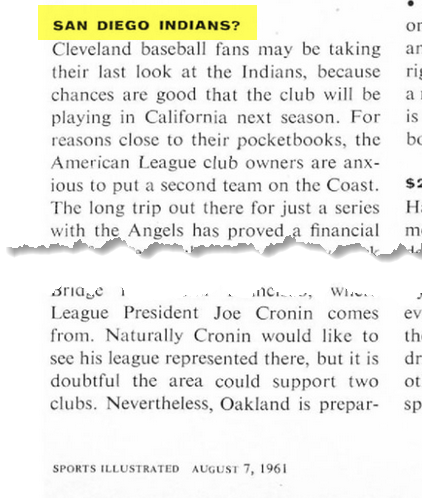 SAN DIEGO INDIANS?
Cleveland baseball fans may be taking
their last look at the Indians, because
chances are good that the club will be
playing in California next season. For
reasons close to their pocketbooks, the
American League club owners are anx-
ious to put a second team on the Coast.
The long trip out there for just a series
with the Angels has proved a financial
League President Joe Cronin comes
from. Naturally Cronin would like to
see his league represented there, but it is
doubtful the area could support two
clubs. Nevertheless, Oakland is prepar-
SPORTS ILLUSTRATED AUGUST 7, 1961